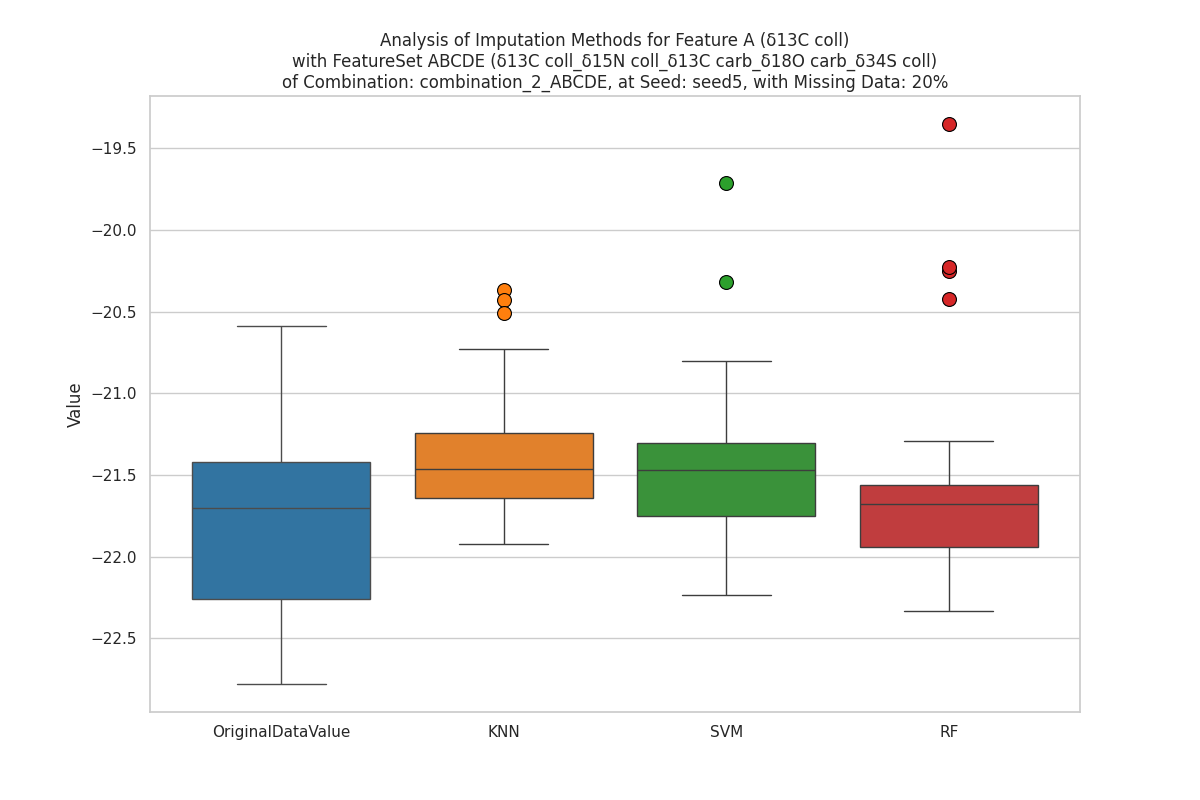 Analysis of Imputation Methods for Feature A (δ13C coll)
with FeatureSet ABCDE (δ13C coll_δ15N coll_δ13C carb_δ18O carb_δ34S coll)
of Combination: combination_2_ABCDE, at Seed: seed5, with Missing Data: 20%
−19.5
−20.0
−20.5
−21.0
−21.5
−22.0
−22.5
Value
OriginalDataValue
KNN
SVM
RF